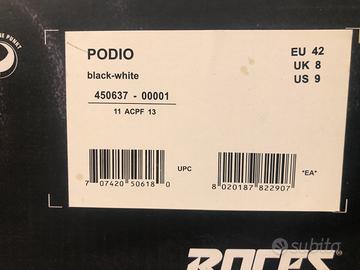 PODIO
black-white
450637 - 00001
11 ACPF 13
EU 42
UK 8
US 9
UPC
*EA*
7 07420 50618 0
8 020187 822907
subito
ROCES